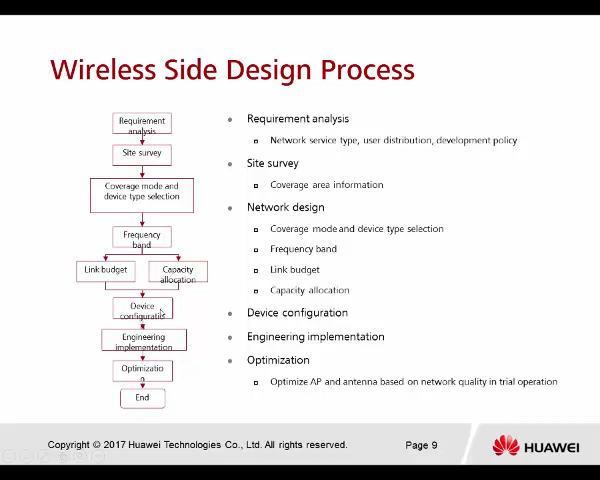 Wireless Side Design Process
Requirement
analysis
Site survey
Coverage mode and
device type selection
Frequency
band
Link budget
Capacity
allocation
Device
configuratio
Engineering
implementation
Optimizatio
n
End
Requirement analysis
Network service type, user distribution, development policy
Site survey
Coverage area information
Network design
Coverage mode and device type selection
Frequency band
Link budget
Capacity allocation
Device configuration
Engineering implementation
Optimization
Optimize AP and antenna based on network quality in trial operation
Copyright © 2017 Huawei Technologies Co., Ltd. All rights reserved.
Page 9
HUAWEI